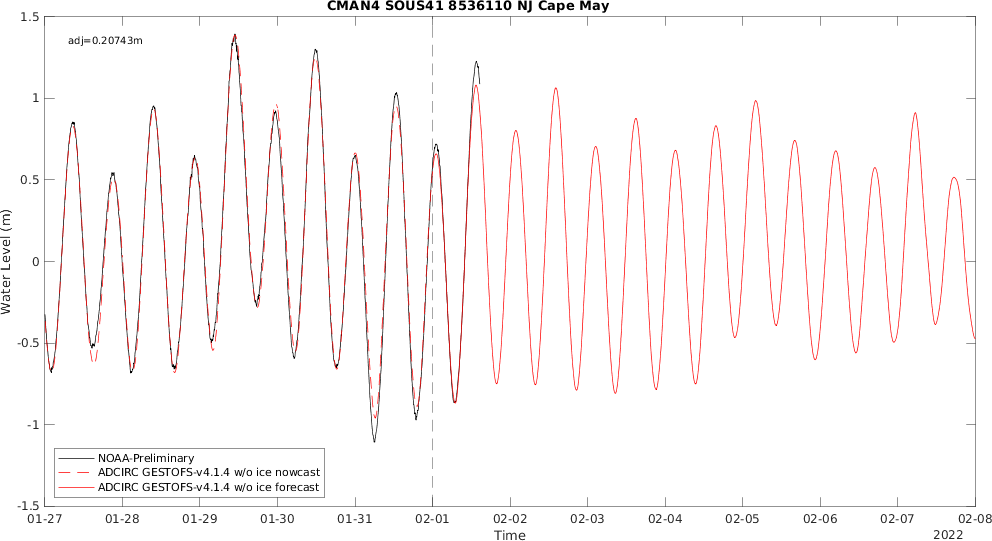 CMAN4 SOUS41 8536110 NJ Cape May
1.5
adj=0.20743m
1
0.5
0
-0.5
-1
-1.5
Water Level (m)
NOAA-Preliminary
ADCIRC GESTOFS-v4.1.4 w/o ice nowcast
ADCIRC GESTOFS-v4.1.4 w/o ice forecast
01-27 01-28 01-29 01-30 01-31 02-01 02-02 02-03 02-04 02-05 02-06 02-07 02-08
Time
2022